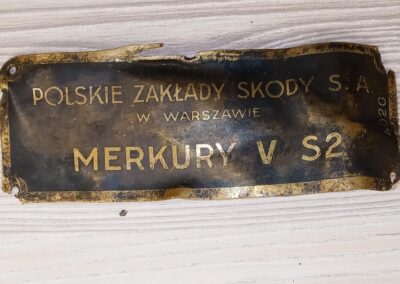 POLSKIE ZAKŁADY SKODY S. A.
W WARSZAWIE
MERKURY V S2